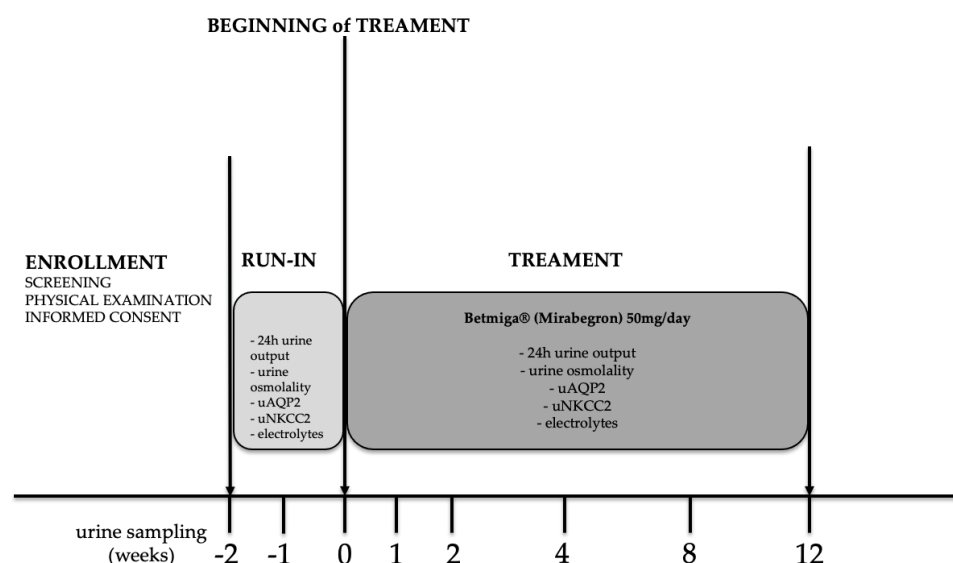 BEGINNING of TREAMENT
ENROLLMENT
SCREENING
PHYSICAL EXAMINATION
INFORMED CONSENT
RUN-IN
- 24h urine
output
- urine
osmolality
- uAQP2
- uNKCC2
- electrolytes
TREAMENT
Betmiga® (Mirabegron) 50mg/day
- 24h urine output
- urine osmolality
- uAQP2
- uNKCC2
- electrolytes
urine sampling
(weeks)
-2 -1 0 1 2 4 8 12